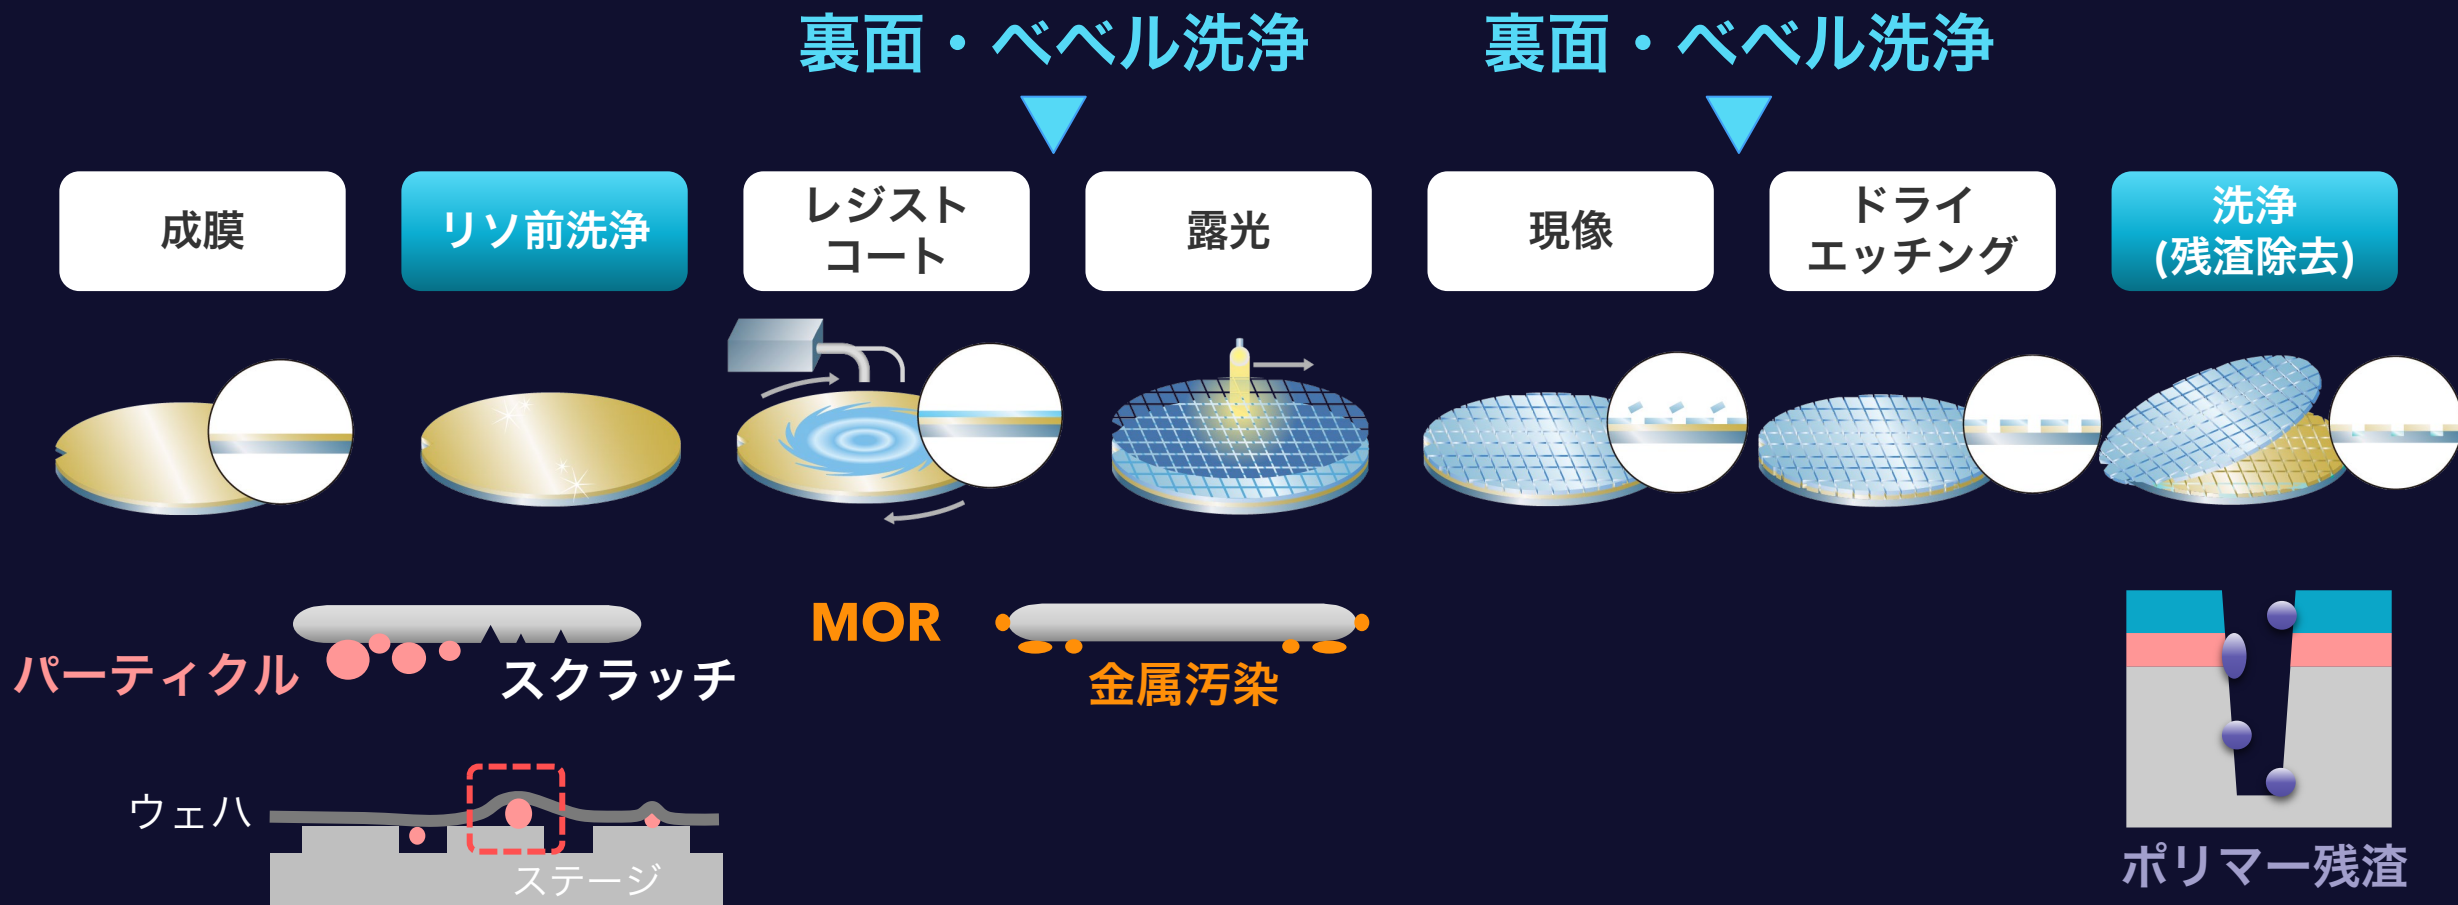 裏面・ベベル洗浄
裏面・ベベル洗浄
成膜
リソ前洗浄
レジスト
コート
露光
現像
ドライ
エッチング
洗浄
(残渣除去)
パーティクル
スクラッチ
MOR
金属汚染
ウェハ
ステージ
ポリマー残渣